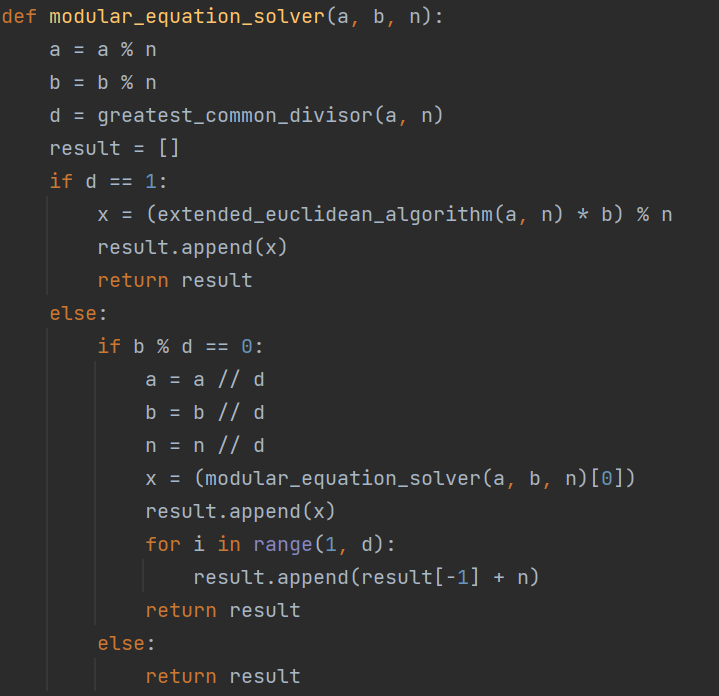 def modular_equation_solver(a, b, n):
    a = a % n
    b = b % n
    d = greatest_common_divisor(a, n)
    result = []
    if d == 1:
        x = (extended_euclidean_algorithm(a, n) * b) % n
        result.append(x)
        return result
    else:
        if b % d == 0:
            a = a // d
            b = b // d
            n = n // d
            x = (modular_equation_solver(a, b, n)[0])
            result.append(x)
            for i in range(1, d):
                result.append(result[-1] + n)
            return result
        else:
            return result